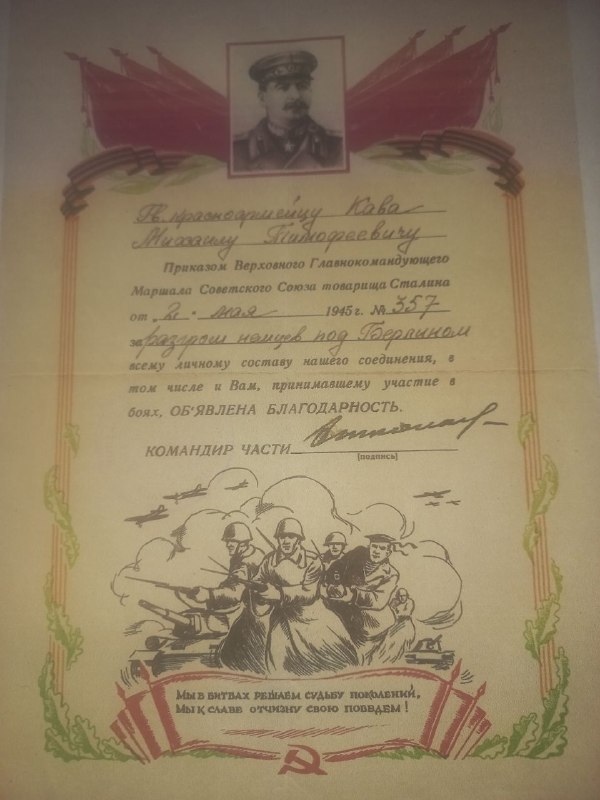 Гв. красноармейцу Кава
Михаилу Тимофеевичу
Приказом Верховного Главнокомандующего
Маршала Советского Союза товарища Сталина
от „2“ мая 1945 г. № 357
за разгром немцев под Берлином
всему личному составу нашего соединения, в
том числе и Вам, принимавшему участие в
боях, ОБ'ЯВЛЕНА БЛАГОДАРНОСТЬ.
КОМАНДИР ЧАСТИ
(подпись)
Мы в битвах решаем судьбу поколений,
Мы к славе отчизну свою поведем!